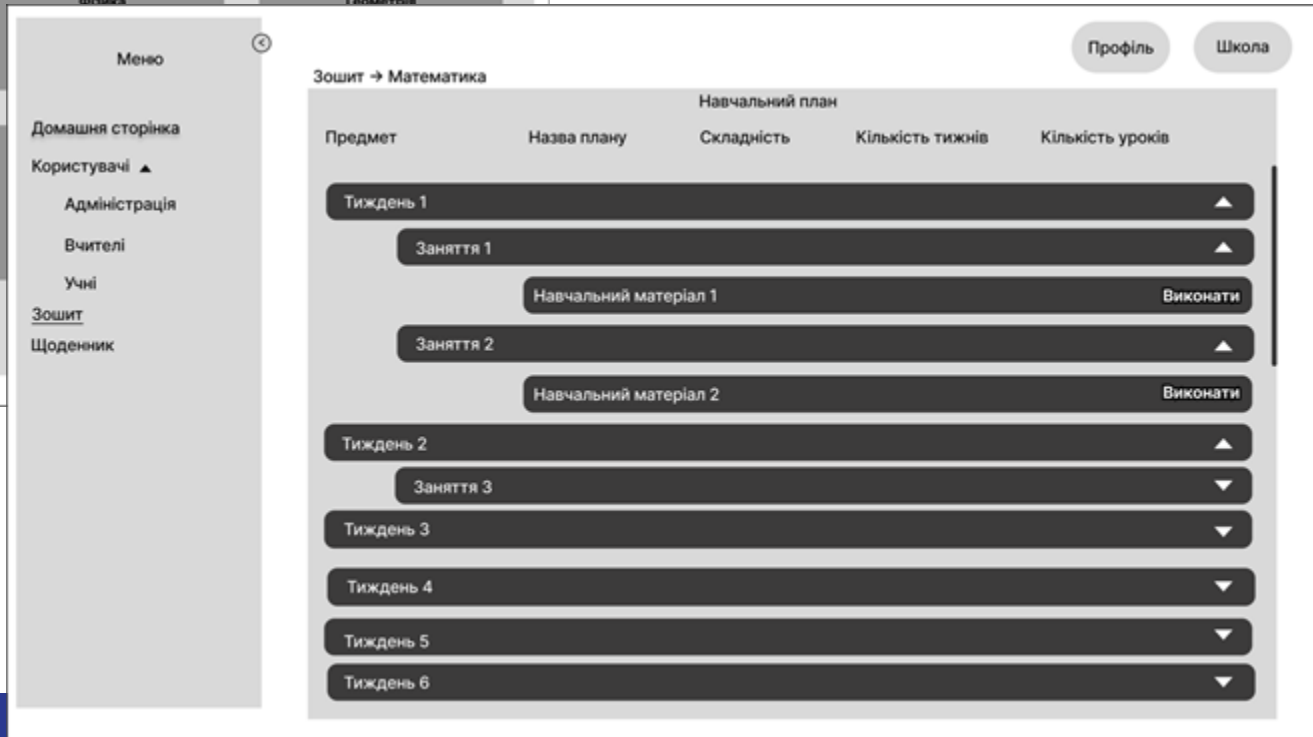 Фізика Геометрія
Профіль Школа
Меню
Домашня сторінка
Користувачі
Адміністрація
Вчителі
Учні
Зошит
Щоденник
Зошит → Математика
Навчальний план
Предмет Назва плану Складність Кількість тижнів Кількість уроків
Тиждень 1
Заняття 1
Навчальний матеріал 1 Виконати
Заняття 2
Навчальний матеріал 2 Виконати
Тиждень 2
Заняття 3
Тиждень 3
Тиждень 4
Тиждень 5
Тиждень 6